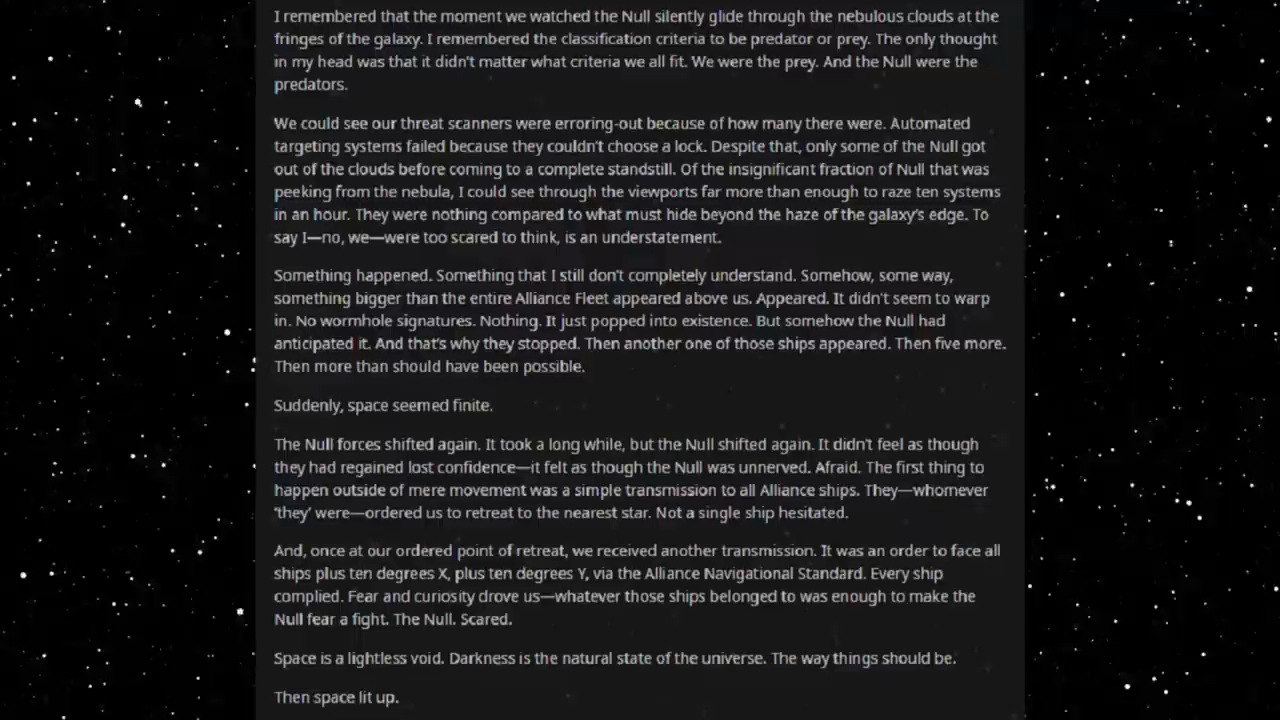 I remembered that the moment we watched the Null silently glide through the nebulous clouds at the
fringes of the galaxy. I remembered the classification criteria to be predator or prey. The only thought
in my head was that it didn't matter what criteria we all fit. We were the prey. And the Null were the
predators.
We could see our threat scanners were erroring-out because of how many there were. Automated
targeting systems failed because they couldn't choose a lock. Despite that, only some of the Null got
out of the clouds before coming to a complete standstill. Of the insignificant fraction of Null that was
peeking from the nebula, I could see through the viewports far more than enough to raze ten systems
in an hour. They were nothing compared to what must hide beyond the haze of the galaxy's edge. To
say I—no, we—were too scared to think, is an understatement.
Something happened. Something that I still don't completely understand. Somehow, some way,
something bigger than the entire Alliance Fleet appeared above us. Appeared. It didn't seem to warp
in. No wormhole signatures. Nothing. It just popped into existence. But somehow the Null had
anticipated it. And that's why they stopped. Then another one of those ships appeared. Then five more.
Then more than should have been possible.
Suddenly, space seemed finite.
The Null forces shifted again. It took a long while, but the Null shifted again. It didn't feel as though
they had regained lost confidence—it felt as though the Null was unnerved. Afraid. The first thing to
happen outside of mere movement was a simple transmission to all Alliance ships. They—whomever
'they' were—ordered us to retreat to the nearest star. Not a single ship hesitated.
And, once at our ordered point of retreat, we received another transmission. It was an order to face all
ships plus ten degrees X, plus ten degrees Y, via the Alliance Navigational Standard. Every ship
complied. Fear and curiosity drove us—whatever those ships belonged to was enough to make the
Null fear a fight. The Null. Scared.
Space is a lightless void. Darkness is the natural state of the universe. The way things should be.
Then space lit up.